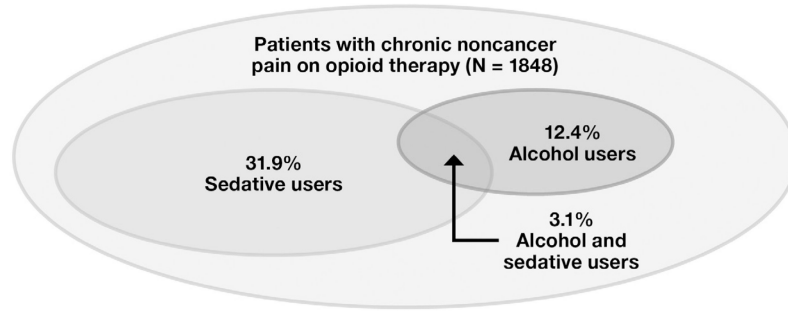 Patients with chronic noncancer
pain on opioid therapy (N = 1848)
31.9%
Sedative users
12.4%
Alcohol users
3.1%
Alcohol and
sedative users